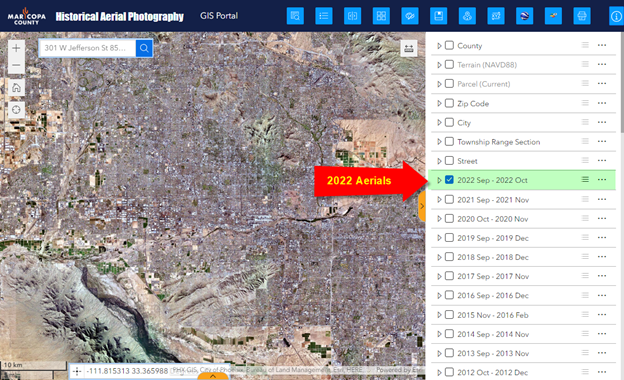 MARICOPA
COUNTY
Historical Aerial Photography
GIS Portal
301 W Jefferson St 85...
County
Terrain (NAVD88)
Parcel (Current)
Zip Code
City
Township Range Section
Street
2022 Aerials
2022 Sep - 2022 Oct
2021 Sep - 2021 Nov
2020 Oct - 2020 Nov
2019 Sep - 2019 Dec
2018 Sep - 2018 Dec
2017 Sep - 2017 Nov
2016 Sep - 2016 Dec
2015 Nov - 2016 Feb
2014 Sep - 2014 Nov
2013 Sep - 2013 Nov
2012 Oct - 2012 Dec
10 km
-111.815313 33.365988
PHX GIS, City of Phoenix, Bureau of Land Management, Esri, HERE
Powered by Esri